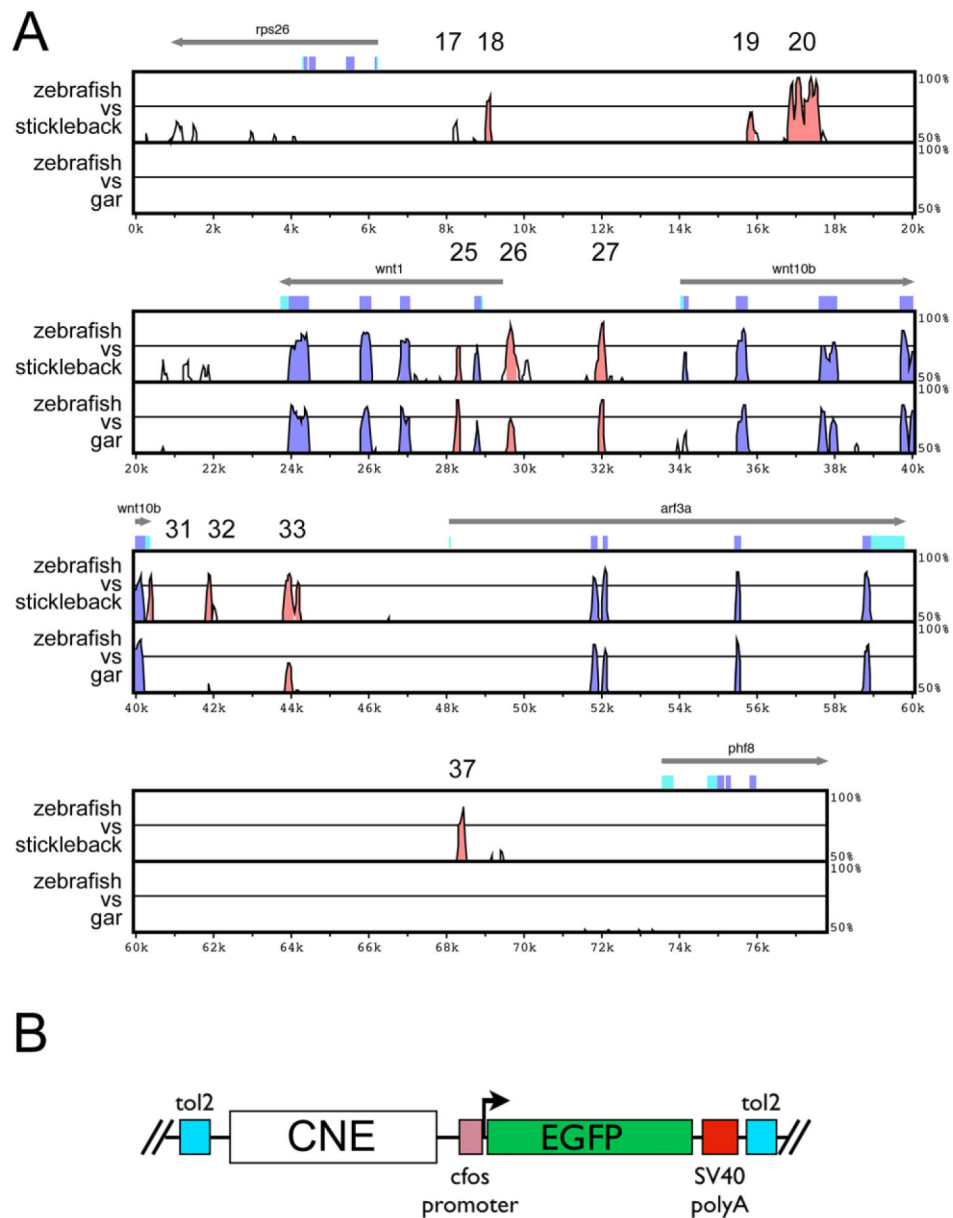 A
rps26
17 18 19 20
zebrafish
vs
stickleback
100%
50%
zebrafish
vs
gar
100%
50%
0k 2k 4k 6k 8k 10k 12k 14k 16k 18k 20k
25 26 27
wnt1 wnt10b
zebrafish
vs
stickleback
100%
50%
zebrafish
vs
gar
100%
50%
20k 22k 24k 26k 28k 30k 32k 34k 36k 38k 40k
wnt10b 31 32 33 arf3a
zebrafish
vs
stickleback
100%
50%
zebrafish
vs
gar
100%
50%
40k 42k 44k 46k 48k 50k 52k 54k 56k 58k 60k
37 phf8
zebrafish
vs
stickleback
100%
50%
zebrafish
vs
gar
100%
50%
60k 62k 64k 66k 68k 70k 72k 74k 76k
B
tol2 tol2
CNE EGFP
cfos SV40
promoter polyA